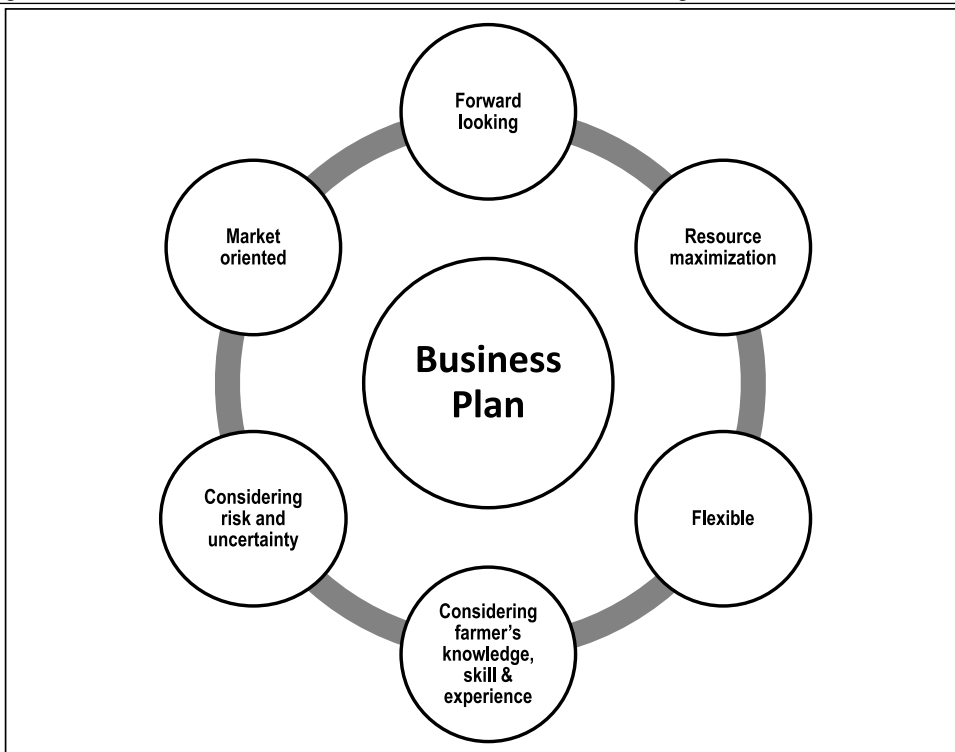 Forward
looking
Market
oriented
Resource
maximization
Business
Plan
Considering
risk and
uncertainty
Flexible
Considering
farmer’s
knowledge,
skill &
experience